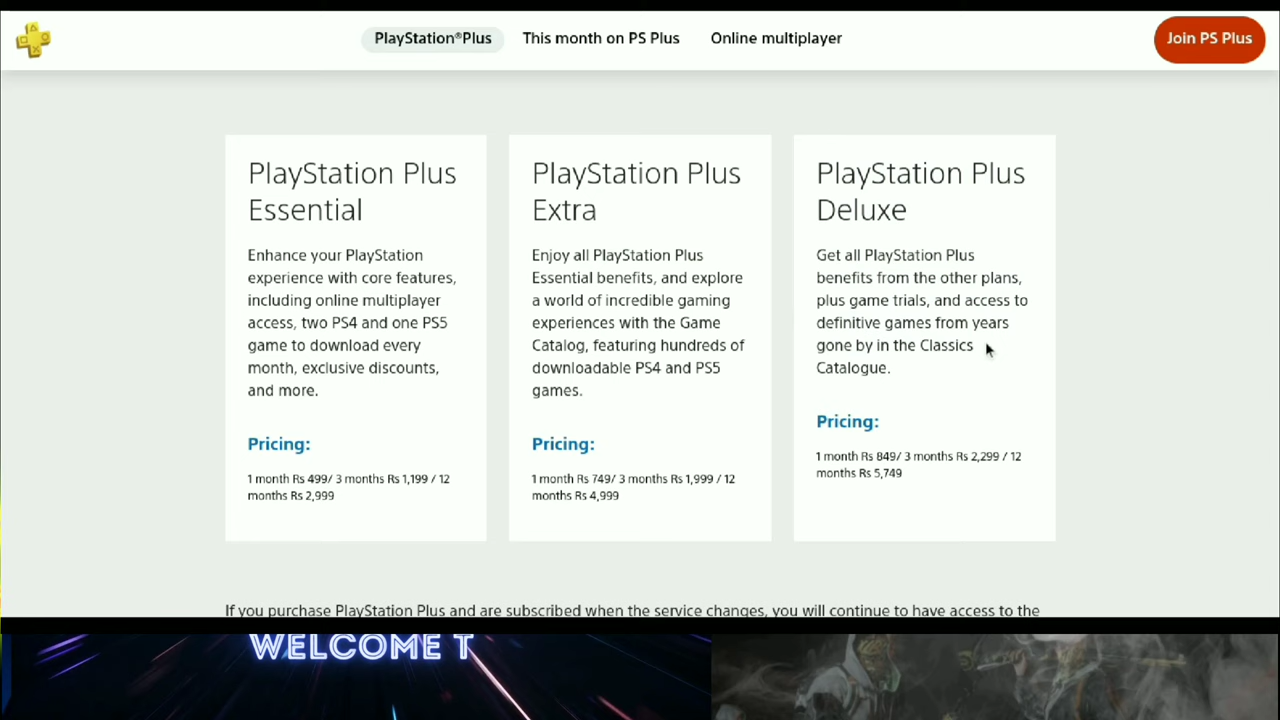 PlayStation®Plus
This month on PS Plus
Online multiplayer
Join PS Plus
PlayStation Plus
Essential
Enhance your PlayStation
experience with core features,
including online multiplayer
access, two PS4 and one PS5
game to download every
month, exclusive discounts,
and more.
Pricing:
1 month Rs 499/ 3 months Rs 1,199 / 12
months Rs 2,999
PlayStation Plus
Extra
Enjoy all PlayStation Plus
Essential benefits, and explore
a world of incredible gaming
experiences with the Game
Catalog, featuring hundreds of
downloadable PS4 and PS5
games.
Pricing:
1 month Rs 749/ 3 months Rs 1,999 / 12
months Rs 4,999
PlayStation Plus
Deluxe
Get all PlayStation Plus
benefits from the other plans,
plus game trials, and access to
definitive games from years
gone by in the Classics
Catalogue.
Pricing:
1 month Rs 849/ 3 months Rs 2,299 / 12
months Rs 5,749
If you purchase PlayStation Plus and are subscribed when the service changes, you will continue to have access to the
WELCOME T